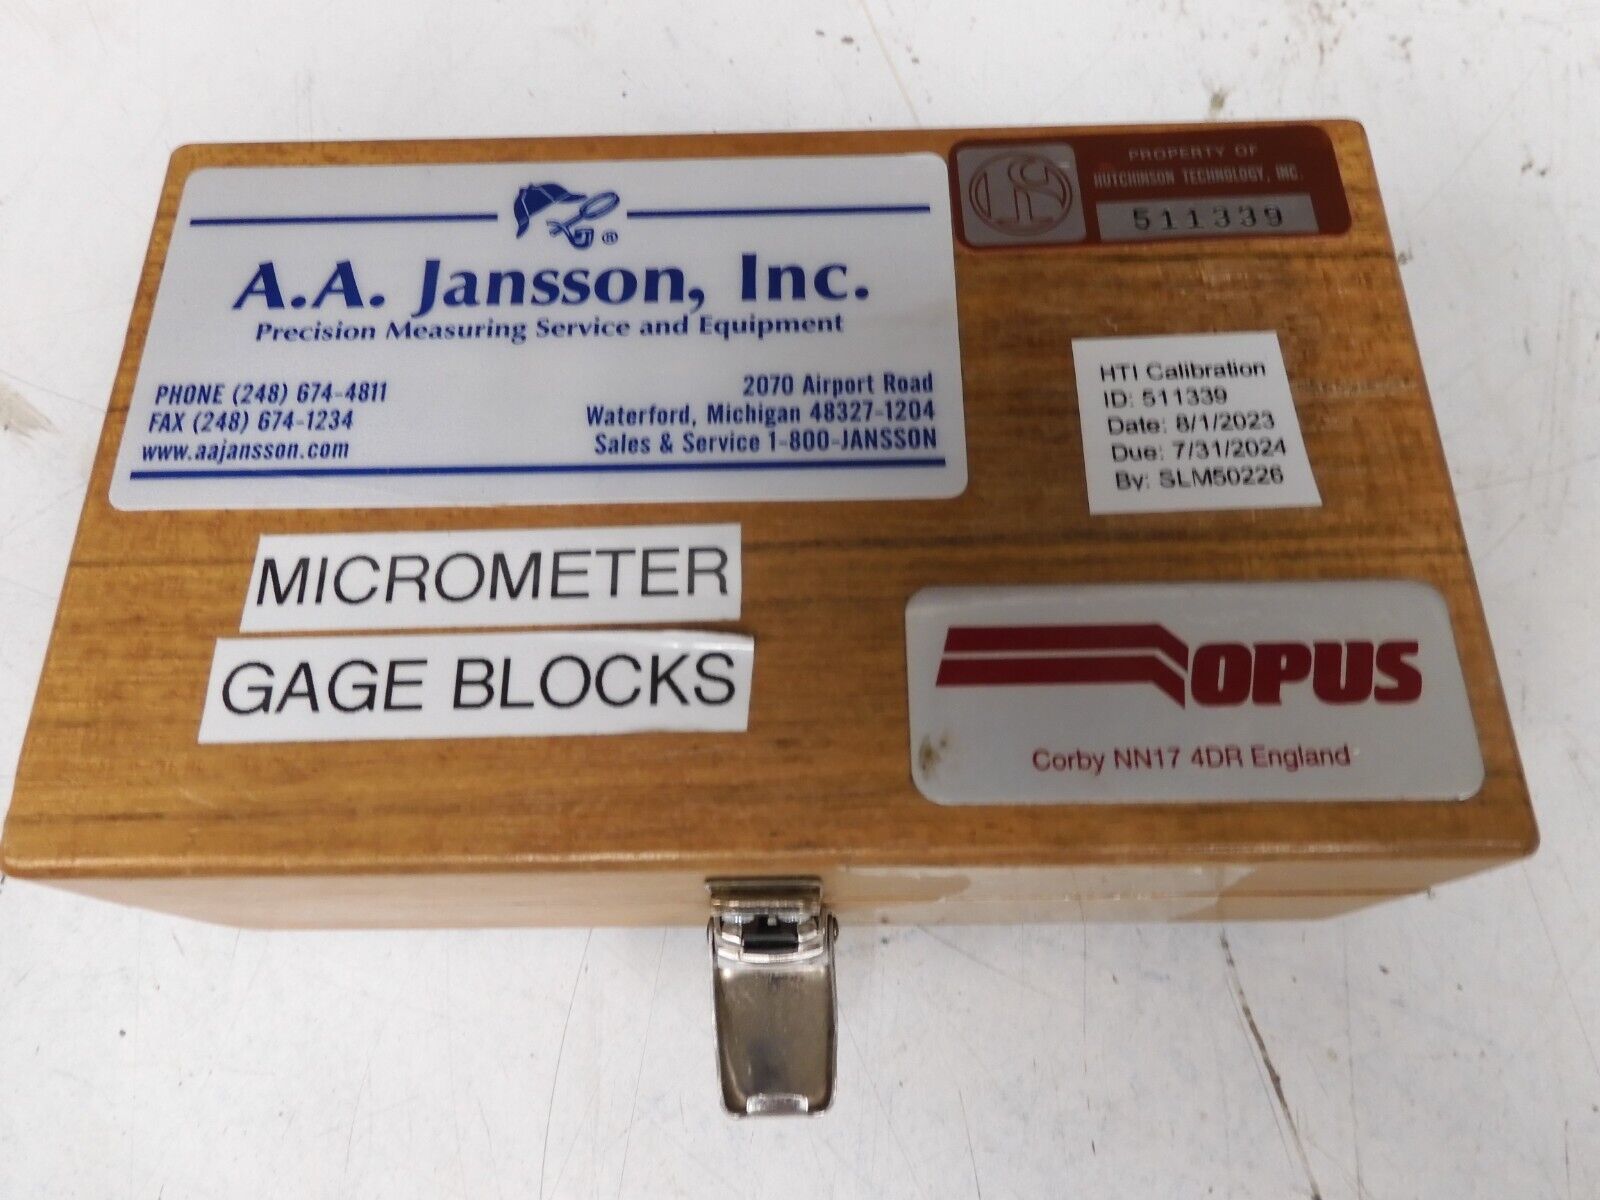 A.A. Jansson, Inc.
Precision Measuring Service and Equipment
PHONE (248) 674-4811
FAX (248) 674-1234
www.aajansson.com
2070 Airport Road
Waterford, Michigan 48327-1204
Sales & Service 1-800-JANSSON
J ®
PROPERTY OF
HUTCHINSON TECHNOLOGY, INC.
511339
HTI Calibration
ID: 511339
Date: 8/1/2023
Due: 7/31/2024
By: SLM50226
MICROMETER
GAGE BLOCKS
OPUS
Corby NN17 4DR England